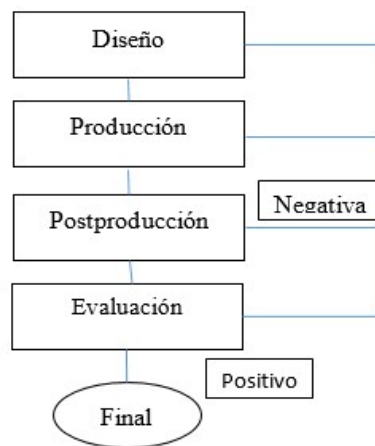 Diseño
Producción
Negativa
Postproducción
Evaluación
Positivo
Final